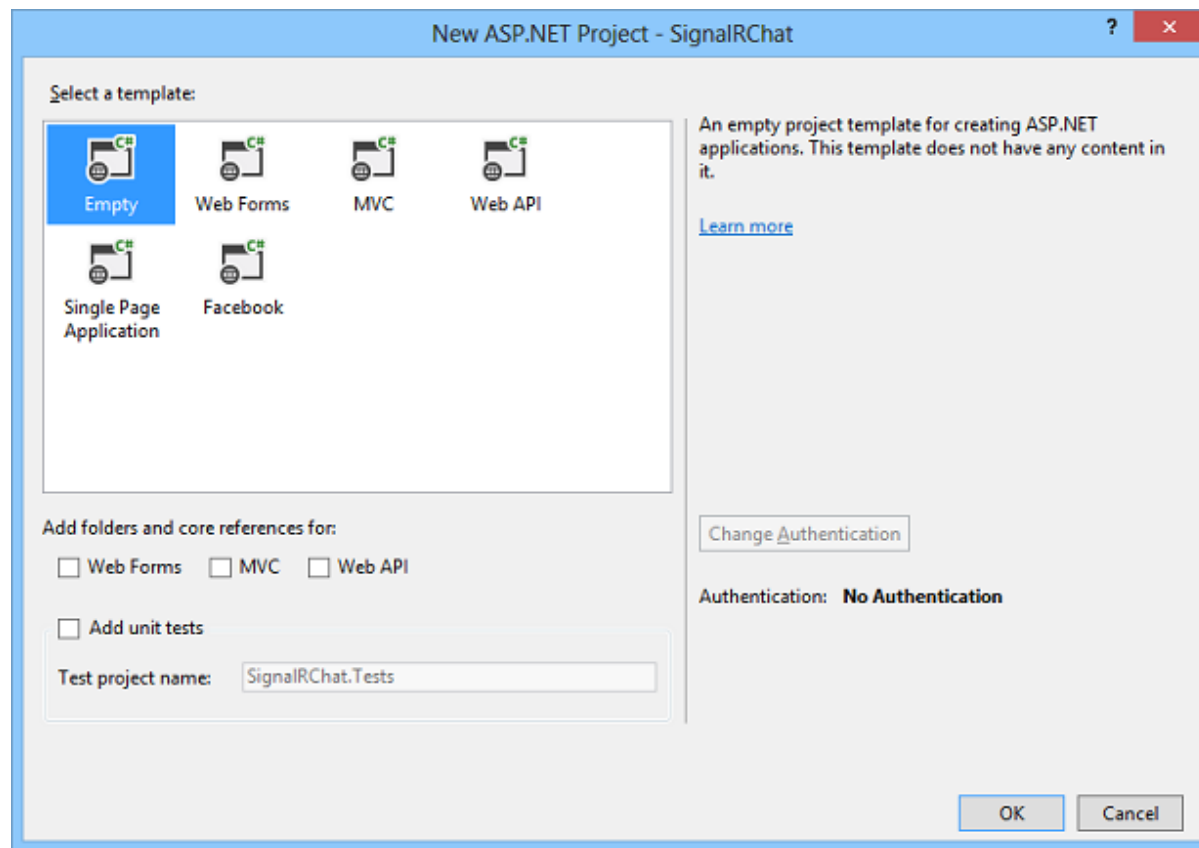 New ASP.NET Project - SignalRChat
?
Select a template:
C# C# C# C#
Empty Web Forms MVC Web API
C# C#
Single Page Application Facebook
An empty project template for creating ASP.NET
applications. This template does not have any content in
it.
Learn more
Add folders and core references for:
Web Forms MVC Web API
Add unit tests
Test project name: SignalRChat.Tests
Change Authentication
Authentication: No Authentication
OK Cancel